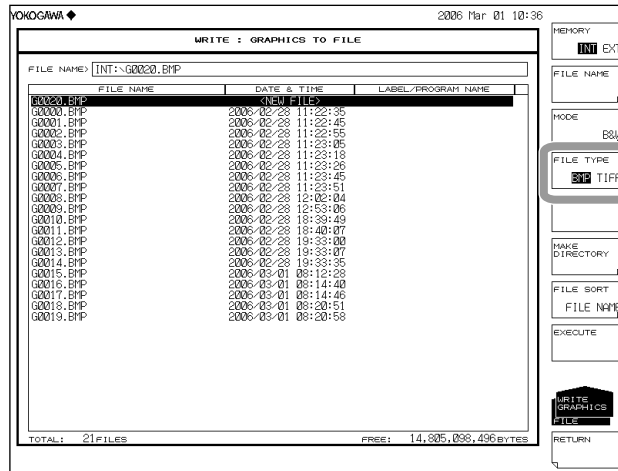 YOKOGAWA ◆ 2006 Mar 01 10:36
WRITE : GRAPHICS TO FILE
FILE NAME> INT:\G0020.BMP
FILE NAME DATE & TIME LABEL/PROGRAM NAME
G0020.BMP <NEW FILE>
G0000.BMP 2006/02/28 11:22:35
G0001.BMP 2006/02/28 11:22:45
G0002.BMP 2006/02/28 11:22:55
G0003.BMP 2006/02/28 11:23:05
G0004.BMP 2006/02/28 11:23:18
G0005.BMP 2006/02/28 11:23:26
G0006.BMP 2006/02/28 11:23:45
G0007.BMP 2006/02/28 11:23:51
G0008.BMP 2006/02/28 12:02:04
G0009.BMP 2006/02/28 12:53:06
G0010.BMP 2006/02/28 18:39:49
G0011.BMP 2006/02/28 18:40:07
G0012.BMP 2006/02/28 19:33:00
G0013.BMP 2006/02/28 19:33:07
G0014.BMP 2006/02/28 19:33:35
G0015.BMP 2006/03/01 08:12:28
G0016.BMP 2006/03/01 08:14:40
G0017.BMP 2006/03/01 08:14:46
G0018.BMP 2006/03/01 08:20:51
G0019.BMP 2006/03/01 08:20:58
TOTAL: 21FILES FREE: 14,805,098,496BYTES
MEMORY
INT EXT
FILE NAME
MODE
B&W
FILE TYPE
BMP TIFF
MAKE
DIRECTORY
FILE SORT
FILE NAME
EXECUTE
WRITE
GRAPHICS
FILE
RETURN